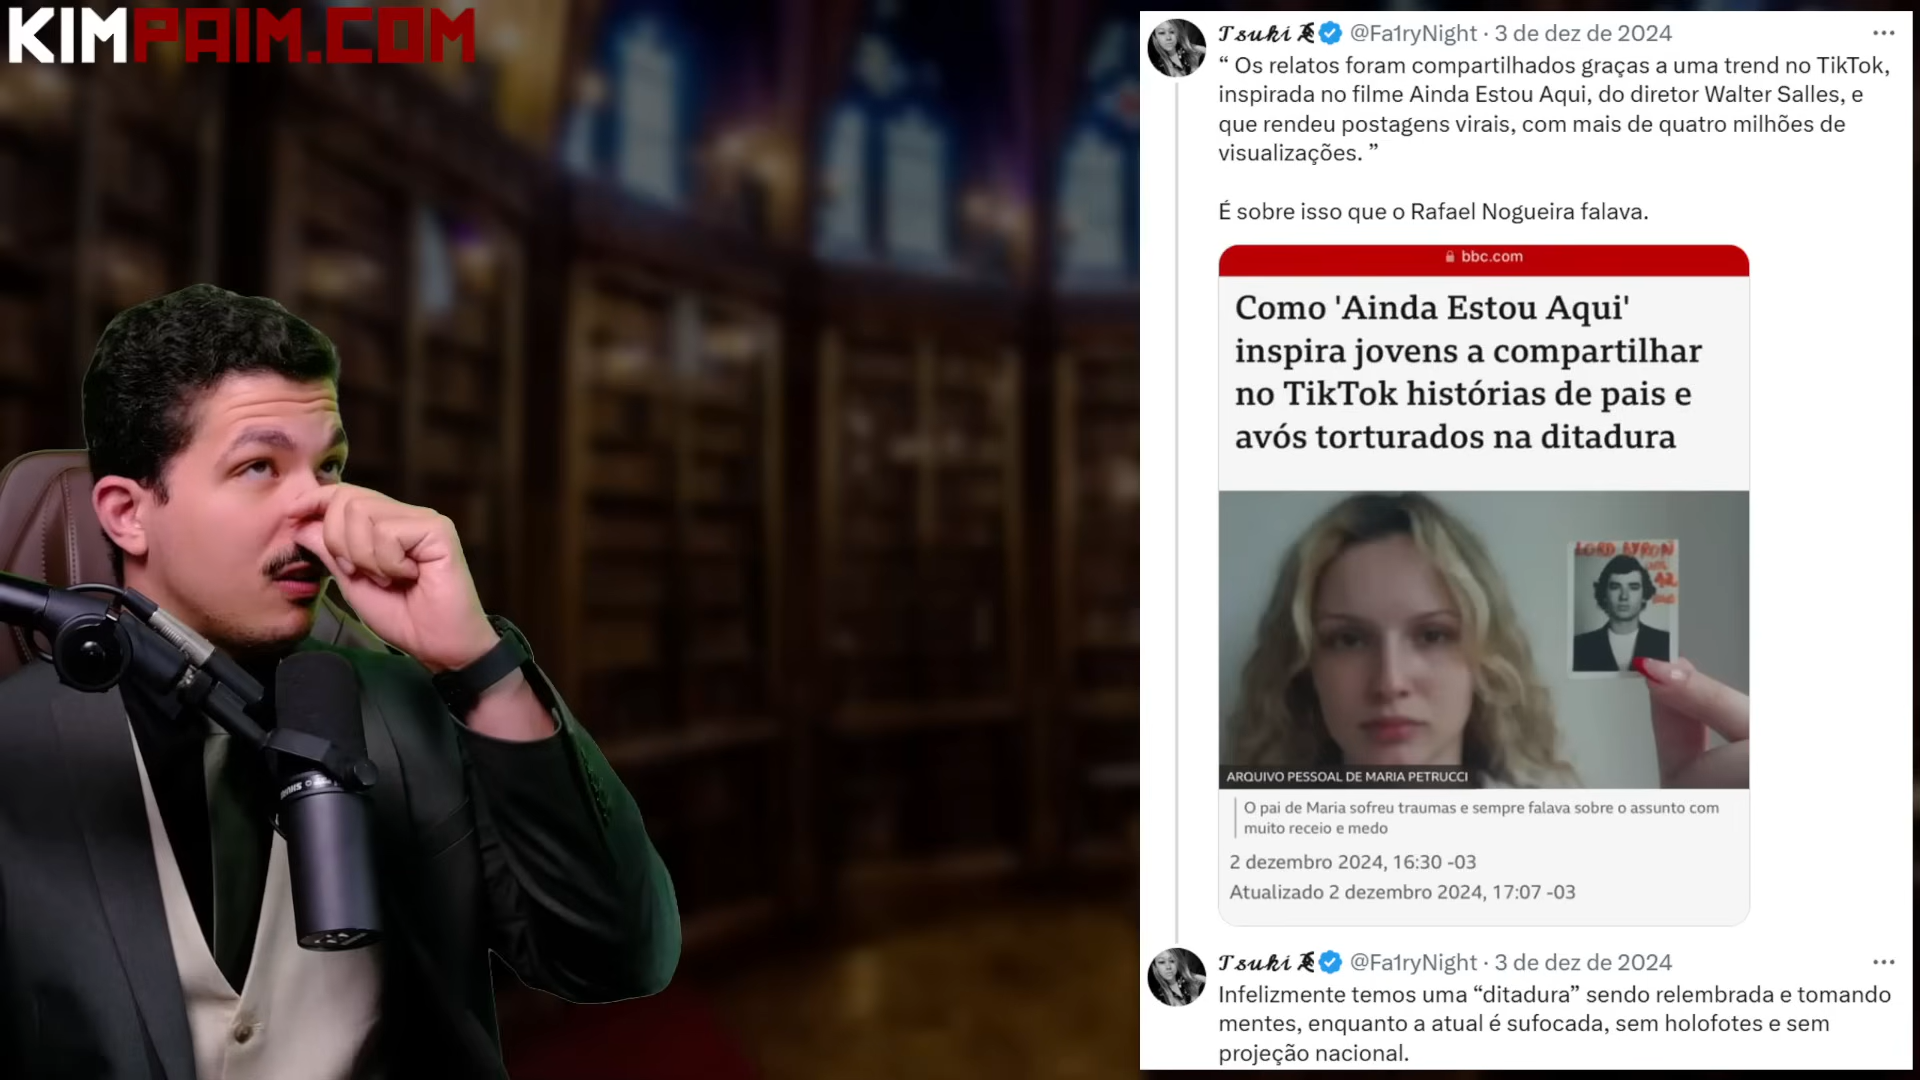 KIMPAIM.COM
Tsuki @Fa1ryNight · 3 de dez de 2024
“ Os relatos foram compartilhados graças a uma trend no TikTok,
inspirada no filme Ainda Estou Aqui, do diretor Walter Salles, e
que rendeu postagens virais, com mais de quatro milhões de
visualizações. ”
É sobre isso que o Rafael Nogueira falava.
bbc.com
Como 'Ainda Estou Aqui'
inspira jovens a compartilhar
no TikTok histórias de pais e
avós torturados na ditadura
LORD BYRON
42
ARQUIVO PESSOAL DE MARIA PETRUCCI
O pai de Maria sofreu traumas e sempre falava sobre o assunto com
muito receio e medo
2 dezembro 2024, 16:30 -03
Atualizado 2 dezembro 2024, 17:07 -03
Tsuki @Fa1ryNight · 3 de dez de 2024
Infelizmente temos uma “ditadura” sendo relembrada e tomando
mentes, enquanto a atual é sufocada, sem holofotes e sem
projeção nacional.